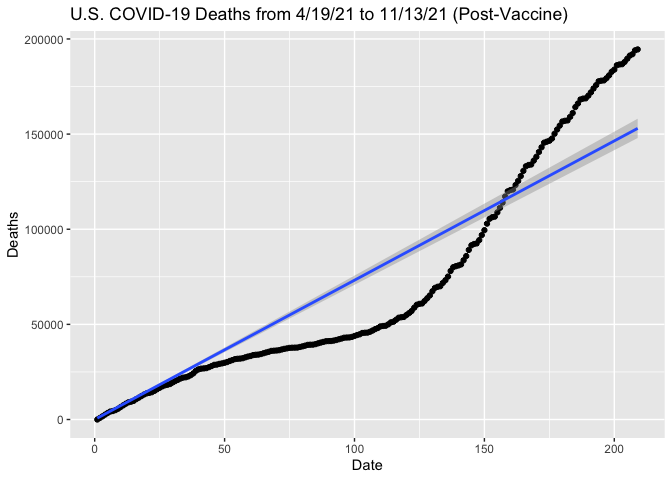 U.S. COVID-19 Deaths from 4/19/21 to 11/13/21 (Post-Vaccine)
200000
150000
100000
50000
0
Deaths
0 50 100 150 200
Date